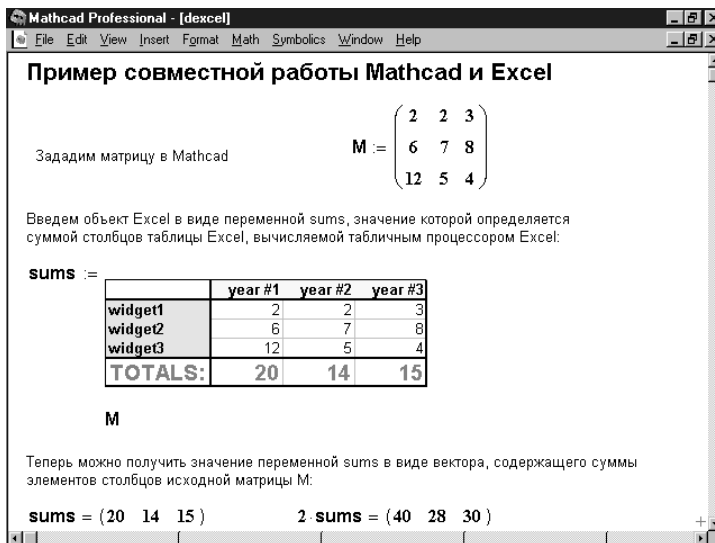 Mathcad Professional - [dexcel]
File Edit View Insert Format Math Symbolics Window Help
Пример совместной работы Mathcad и Excel
Зададим матрицу в Mathcad
M :=
2 2 3
6 7 8
12 5 4
Введем объект Excel в виде переменной sums, значение которой определяется
суммой столбцов таблицы Excel, вычисляемой табличным процессором Excel:
sums :=
year #1 year #2 year #3
widget1 2 2 3
widget2 6 7 8
widget3 12 5 4
TOTALS: 20 14 15
M
Теперь можно получить значение переменной sums в виде вектора, содержащего суммы
элементов столбцов исходной матрицы М:
sums = (20 14 15) 2·sums = (40 28 30)